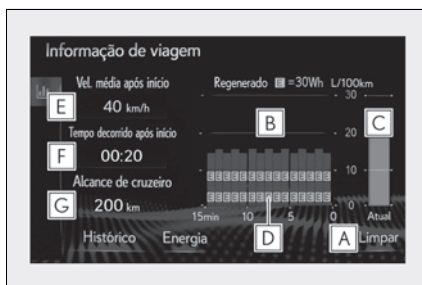 Informação de viagem
Vel. média após início
E
40 km/h
Tempo decorrido após início
F
00:20
Alcance de cruzeiro
G
200 km
Regenerado E =30Wh L/100km
30
B
C
20
10
0
15min 10 5 0 Atual
D
A
Histórico Energia Limpar